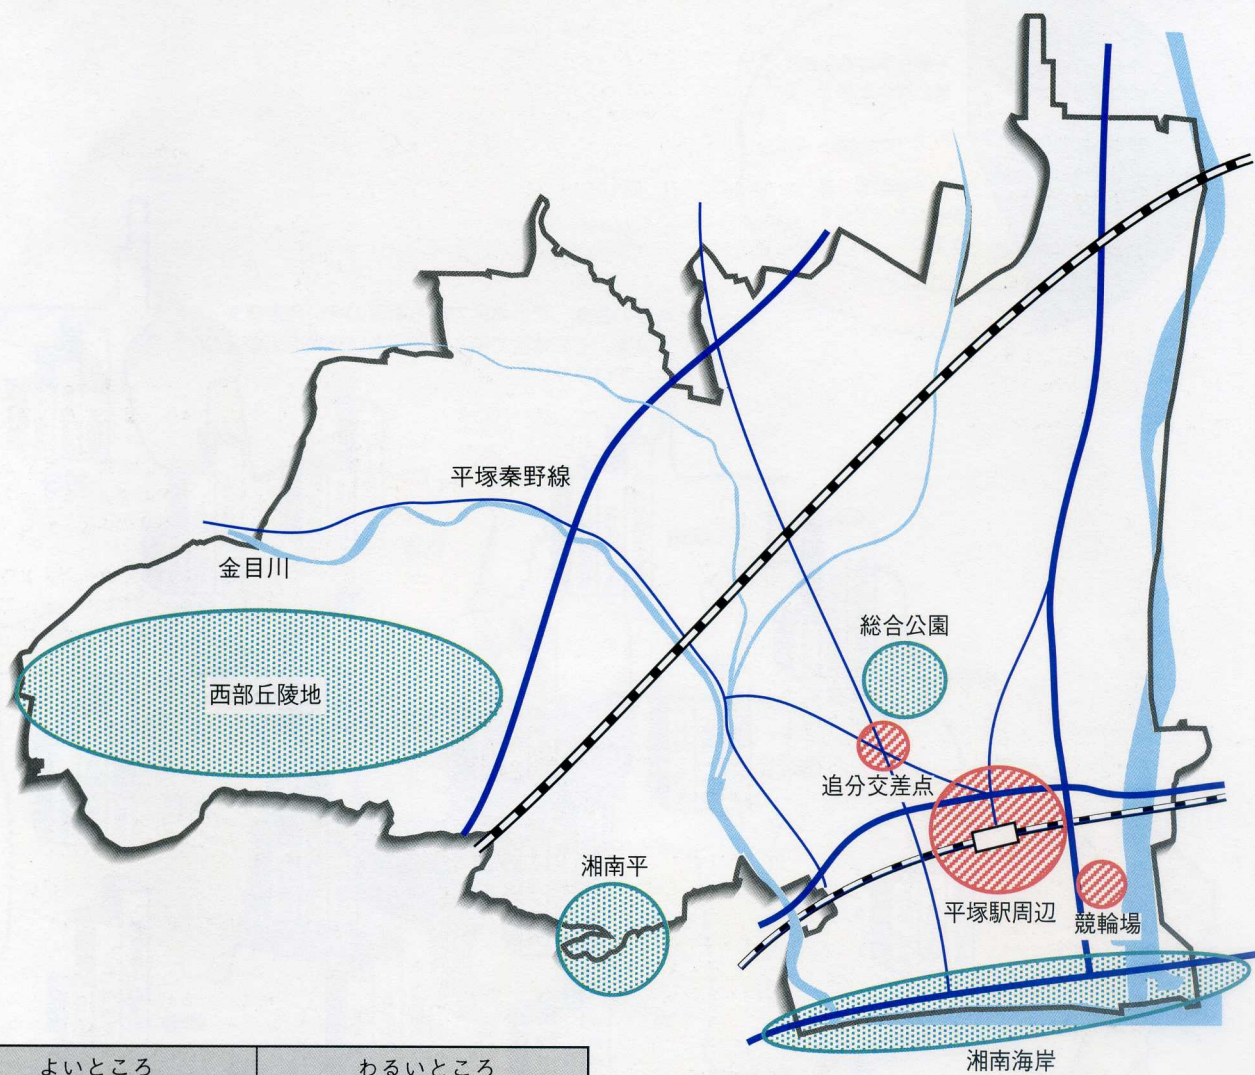 平塚秦野線
金目川
西部丘陵地
総合公園
追分交差点
湘南平
平塚駅周辺
競輪場
湘南海岸
よいところ
わるいところ